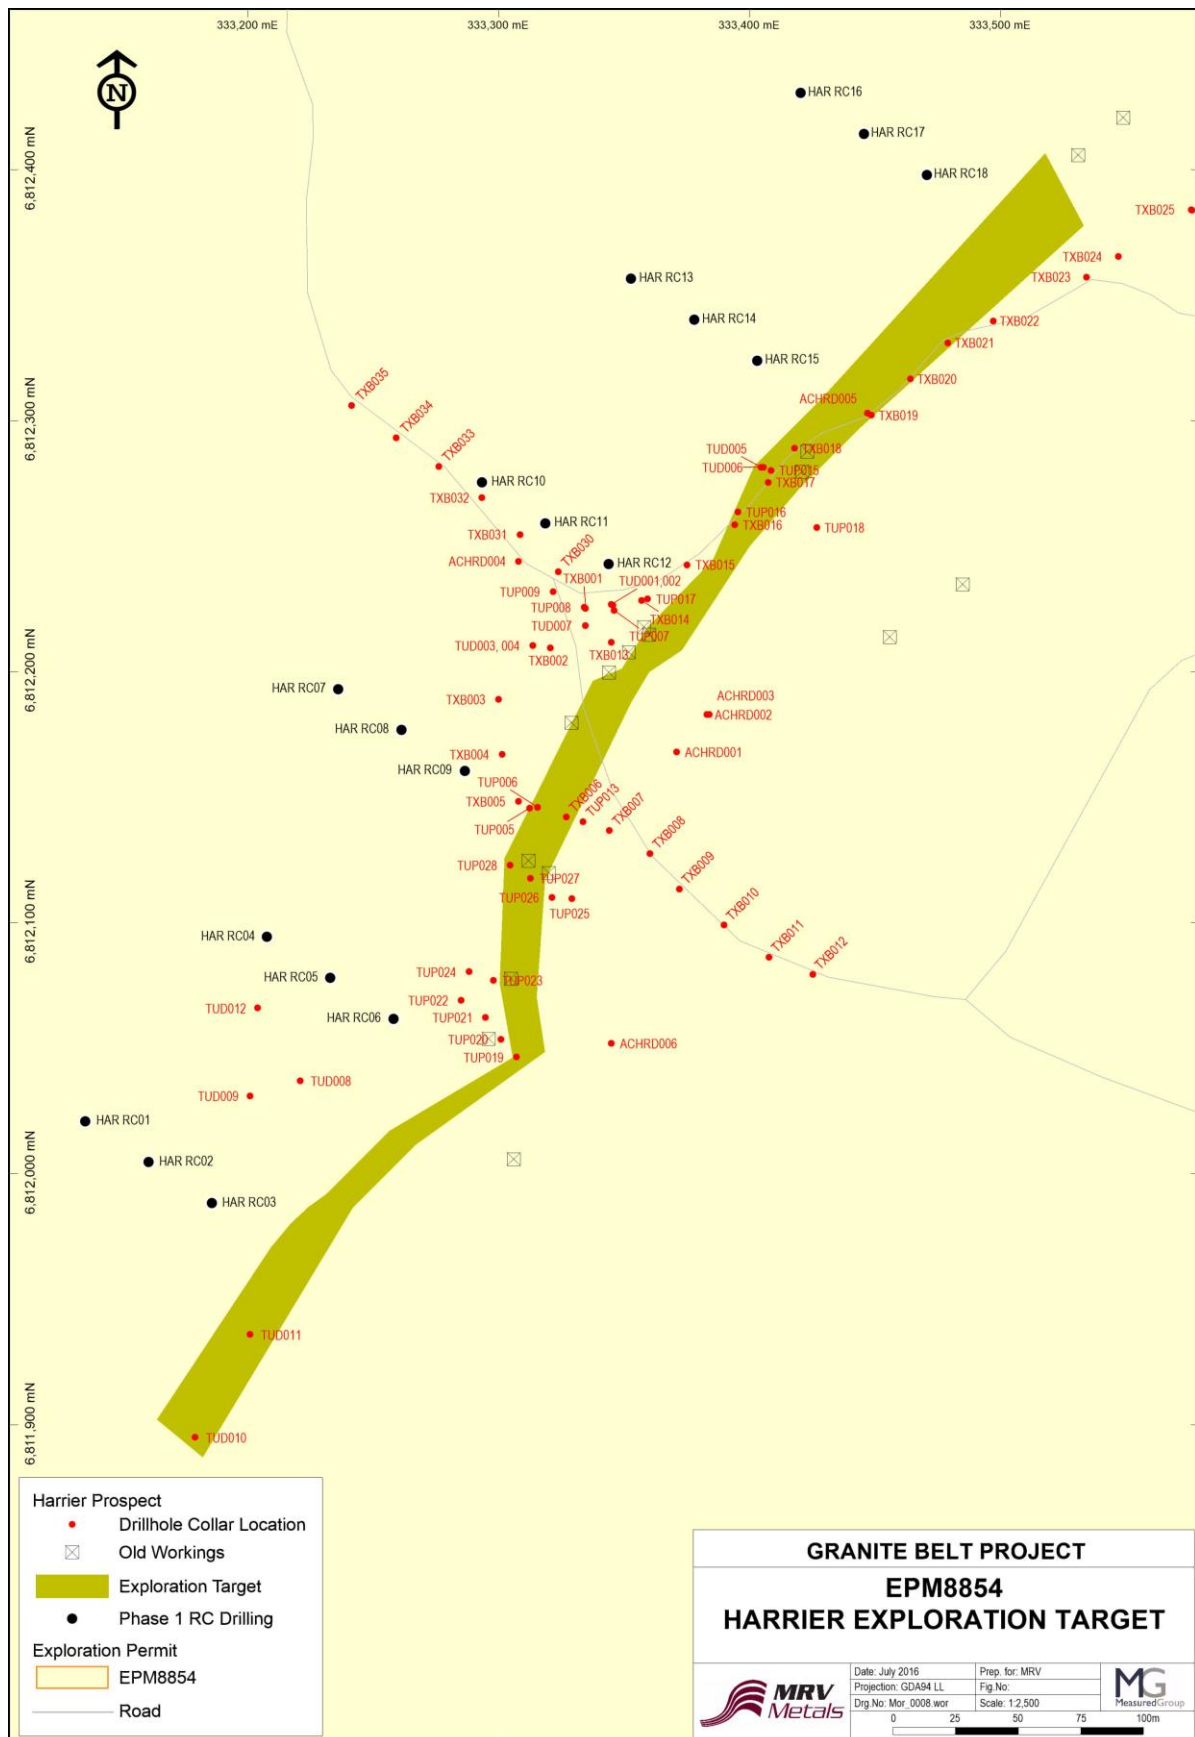 333,200 mE
333,300 mE
333,400 mE
333,500 mE
N
6,812,400 mN
6,812,300 mN
6,812,200 mN
6,812,100 mN
6,812,000 mN
6,811,900 mN
HAR RC16
HAR RC17
HAR RC18
TXB025
TXB024
TXB023
HAR RC13
HAR RC14
TXB022
TXB021
HAR RC15
TXB020
TXB035
ACHRD005
TXB019
TXB034
TXB033
TXB018
TUD005
TUD006
TUP015
TXB017
HAR RC10
TXB032
TUP016
TXB016
TUP018
HAR RC11
TXB031
TXB030
ACHRD004
HAR RC12
TXB015
TXB001
TUD001,002
TUP009
TUP008
TUP017
TXB014
TUD007
TUP007
TUD003, 004
TXB002
TXB013
HAR RC07
TXB003
ACHRD003
ACHRD002
HAR RC08
TXB004
ACHRD001
HAR RC09
TUP006
TXB005
TUP005
TXB006
TUP013
TXB007
TUP028
TXB008
TUP027
TXB009
TUP026
TUP025
TXB010
HAR RC04
TXB011
TXB012
HAR RC05
TUP024
TUP023
TUP022
TUD012
HAR RC06
TUP021
TUP020
TUP019
ACHRD006
TUD008
TUD009
HAR RC01
HAR RC02
HAR RC03
TUD011
TUD010
Harrier Prospect
Drillhole Collar Location
Old Workings
Exploration Target
Phase 1 RC Drilling
Exploration Permit
EPM8854
Road
GRANITE BELT PROJECT
EPM8854
HARRIER EXPLORATION TARGET
MRV
Metals
Date: July 2016
Prep. for: MRV
Projection: GDA94 LL
Fig.No:
Drg.No: Mor_0008.wor
Scale: 1:2,500
0 25 50 75 100m
MG
MeasuredGroup